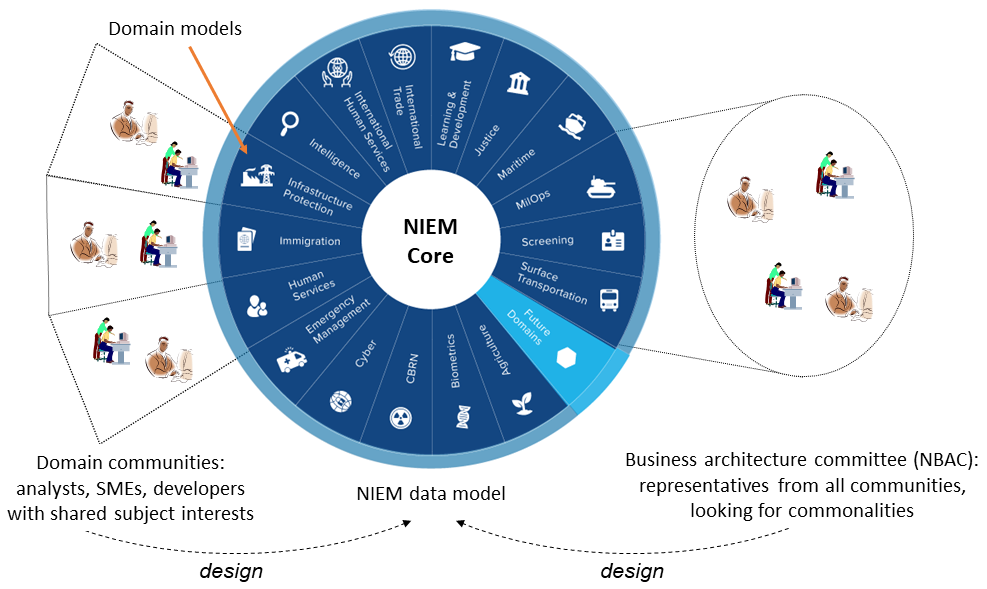 Domain models
NIEM
Core
Learning &
Development
Justice
Maritime
MilOps
Screening
Surface
Transportation
Future
Domains
Agriculture
Biometrics
CBRN
Cyber
Emergency
Management
Human
Services
Immigration
Infrastructure
Protection
Intelligence
International
Human Services
International
Trade
Domain communities:
analysts, SMEs, developers
with shared subject interests
NIEM data model
Business architecture committee (NBAC):
representatives from all communities,
looking for commonalities
design
design